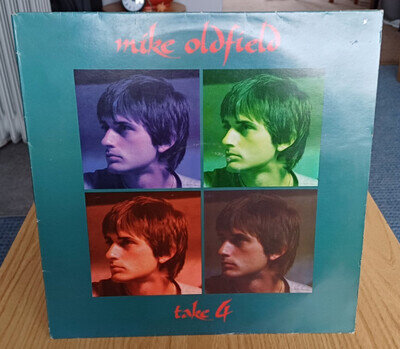 mike oldfield
take 4